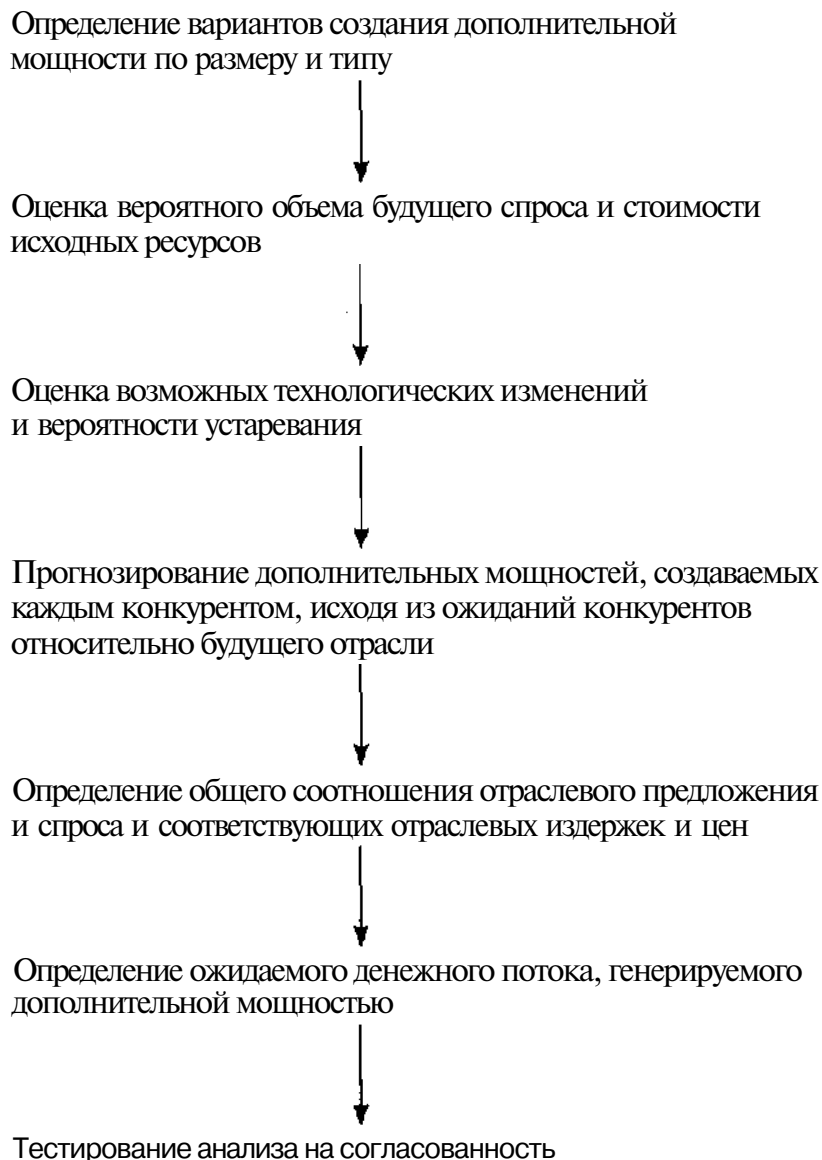 Определение вариантов создания дополнительной
мощности по размеру и типу
Оценка вероятного объема будущего спроса и стоимости
исходных ресурсов
Оценка возможных технологических изменений
и вероятности устаревания
Прогнозирование дополнительных мощностей, создаваемых
каждым конкурентом, исходя из ожиданий конкурентов
относительно будущего отрасли
Определение общего соотношения отраслевого предложения
и спроса и соответствующих отраслевых издержек и цен
Определение ожидаемого денежного потока, генерируемого
дополнительной мощностью
Тестирование анализа на согласованность